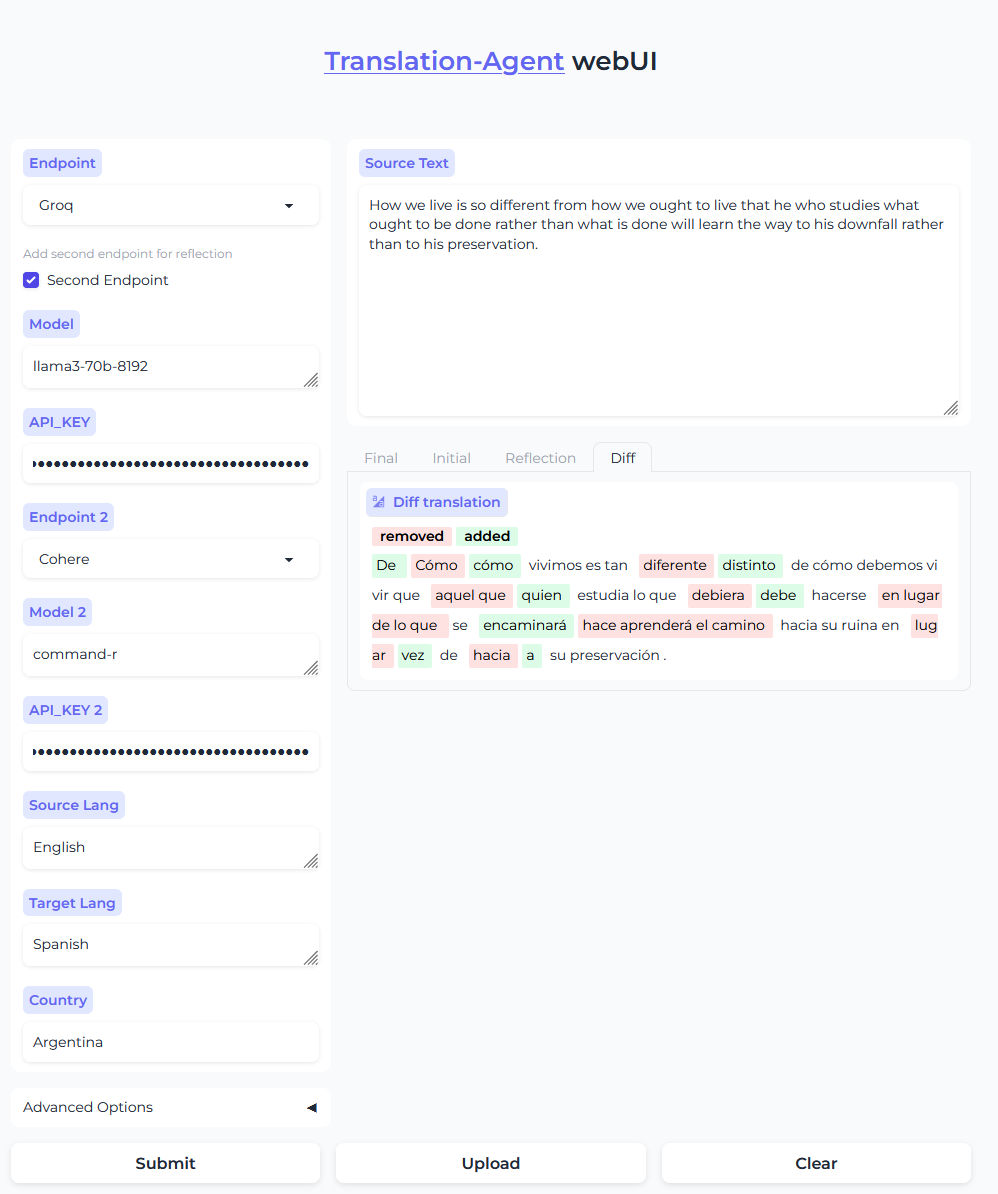 Translation-Agent webUI
Endpoint
Groq
Add second endpoint for reflection
Second Endpoint
Model
llama3-70b-8192
API_KEY
Endpoint 2
Cohere
Model 2
command-r
API_KEY 2
Source Lang
English
Target Lang
Spanish
Country
Argentina
Advanced Options
Source Text
How we live is so different from how we ought to live that he who studies what
ought to be done rather than what is done will learn the way to his downfall rather
than to his preservation.
Final Initial Reflection Diff
Diff translation
removed added
De Cómo cómo vivimos es tan diferente distinto de cómo debemos vi
vir que aquel que quien estudia lo que debiera debe hacerse en lugar
de lo que se encaminará hace aprenderá el camino hacia su ruina en lug
ar vez de hacia a su preservación .
Submit Upload Clear